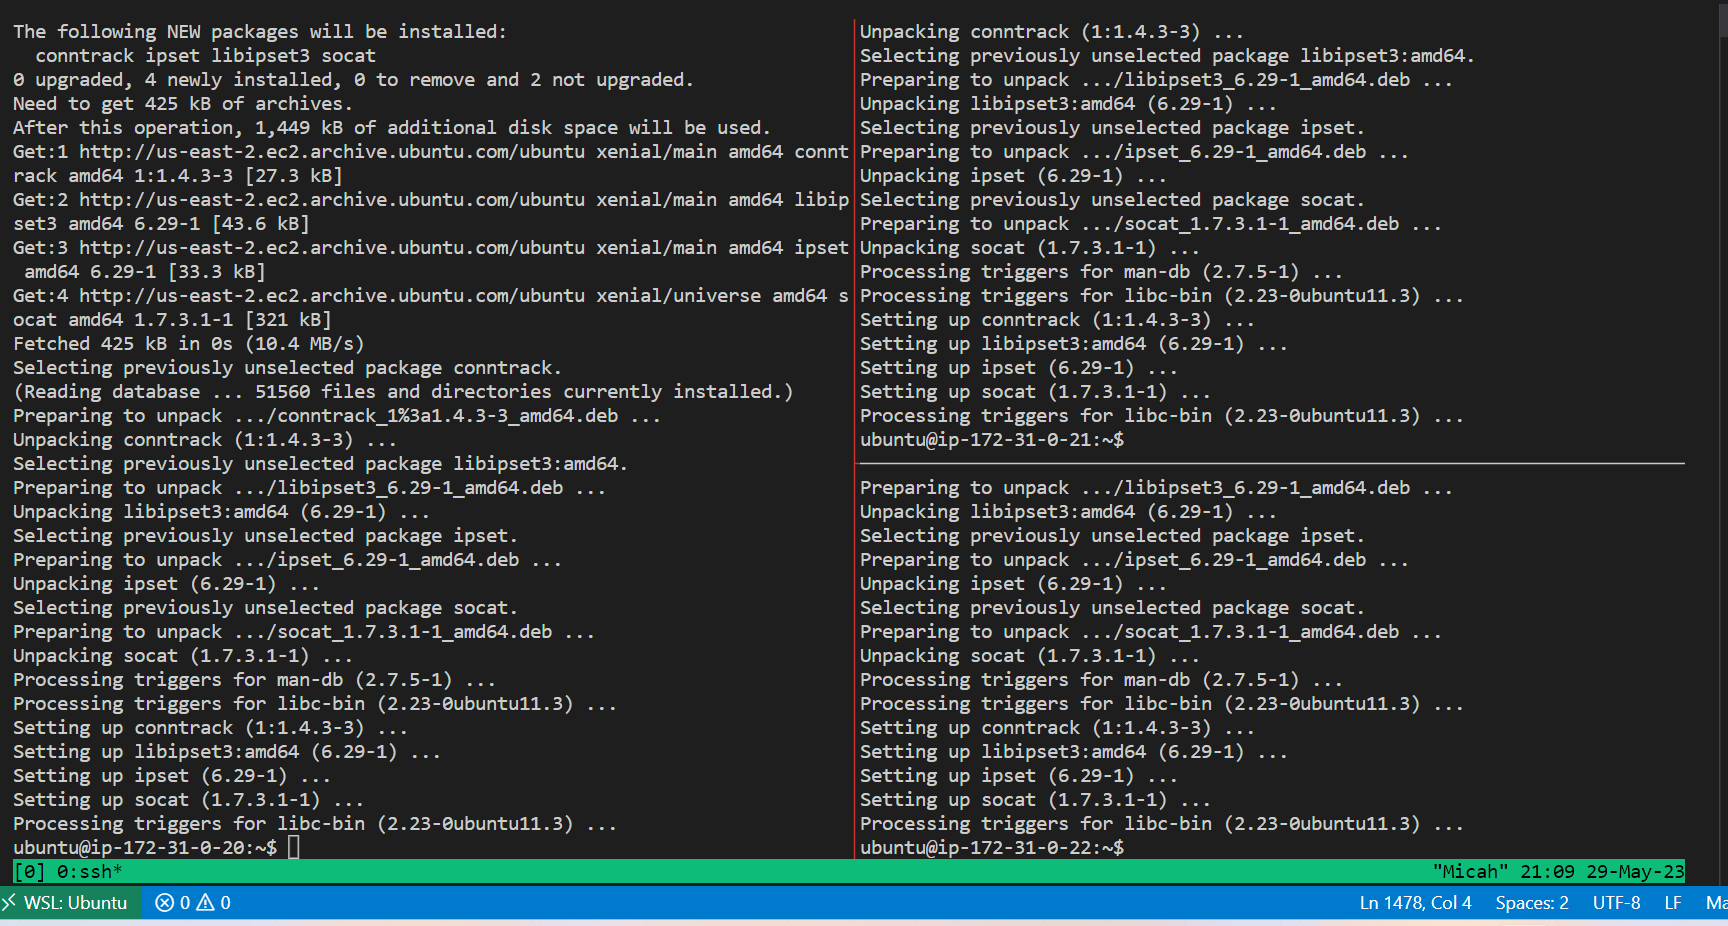 The following NEW packages will be installed:
  conntrack ipset libipset3 socat
0 upgraded, 4 newly installed, 0 to remove and 2 not upgraded.
Need to get 425 kB of archives.
After this operation, 1,449 kB of additional disk space will be used.
Get:1 http://us-east-2.ec2.archive.ubuntu.com/ubuntu xenial/main amd64 connt
rack amd64 1:1.4.3-3 [27.3 kB]
Get:2 http://us-east-2.ec2.archive.ubuntu.com/ubuntu xenial/main amd64 libip
set3 amd64 6.29-1 [43.6 kB]
Get:3 http://us-east-2.ec2.archive.ubuntu.com/ubuntu xenial/main amd64 ipset
 amd64 6.29-1 [33.3 kB]
Get:4 http://us-east-2.ec2.archive.ubuntu.com/ubuntu xenial/universe amd64 s
ocat amd64 1.7.3.1-1 [321 kB]
Fetched 425 kB in 0s (10.4 MB/s)
Selecting previously unselected package conntrack.
(Reading database ... 51560 files and directories currently installed.)
Preparing to unpack .../conntrack_1%3a1.4.3-3_amd64.deb ...
Unpacking conntrack (1:1.4.3-3) ...
Selecting previously unselected package libipset3:amd64.
Preparing to unpack .../libipset3_6.29-1_amd64.deb ...
Unpacking libipset3:amd64 (6.29-1) ...
Selecting previously unselected package ipset.
Preparing to unpack .../ipset_6.29-1_amd64.deb ...
Unpacking ipset (6.29-1) ...
Selecting previously unselected package socat.
Preparing to unpack .../socat_1.7.3.1-1_amd64.deb ...
Unpacking socat (1.7.3.1-1) ...
Processing triggers for man-db (2.7.5-1) ...
Processing triggers for libc-bin (2.23-0ubuntu11.3) ...
Setting up conntrack (1:1.4.3-3) ...
Setting up libipset3:amd64 (6.29-1) ...
Setting up ipset (6.29-1) ...
Setting up socat (1.7.3.1-1) ...
Processing triggers for libc-bin (2.23-0ubuntu11.3) ...
ubuntu@ip-172-31-0-20:~$
Unpacking conntrack (1:1.4.3-3) ...
Selecting previously unselected package libipset3:amd64.
Preparing to unpack .../libipset3_6.29-1_amd64.deb ...
Unpacking libipset3:amd64 (6.29-1) ...
Selecting previously unselected package ipset.
Preparing to unpack .../ipset_6.29-1_amd64.deb ...
Unpacking ipset (6.29-1) ...
Selecting previously unselected package socat.
Preparing to unpack .../socat_1.7.3.1-1_amd64.deb ...
Unpacking socat (1.7.3.1-1) ...
Processing triggers for man-db (2.7.5-1) ...
Processing triggers for libc-bin (2.23-0ubuntu11.3) ...
Setting up conntrack (1:1.4.3-3) ...
Setting up libipset3:amd64 (6.29-1) ...
Setting up ipset (6.29-1) ...
Setting up socat (1.7.3.1-1) ...
Processing triggers for libc-bin (2.23-0ubuntu11.3) ...
ubuntu@ip-172-31-0-21:~$
Preparing to unpack .../libipset3_6.29-1_amd64.deb ...
Unpacking libipset3:amd64 (6.29-1) ...
Selecting previously unselected package ipset.
Preparing to unpack .../ipset_6.29-1_amd64.deb ...
Unpacking ipset (6.29-1) ...
Selecting previously unselected package socat.
Preparing to unpack .../socat_1.7.3.1-1_amd64.deb ...
Unpacking socat (1.7.3.1-1) ...
Processing triggers for man-db (2.7.5-1) ...
Processing triggers for libc-bin (2.23-0ubuntu11.3) ...
Setting up conntrack (1:1.4.3-3) ...
Setting up libipset3:amd64 (6.29-1) ...
Setting up ipset (6.29-1) ...
Setting up socat (1.7.3.1-1) ...
Processing triggers for libc-bin (2.23-0ubuntu11.3) ...
ubuntu@ip-172-31-0-22:~$
[0] 0:ssh* "Micah" 21:09 29-May-23
WSL: Ubuntu 0 0 Ln 1478, Col 4 Spaces: 2 UTF-8 LF Ma